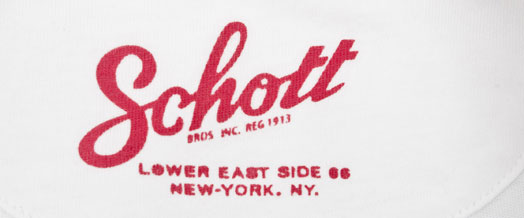 Schott
BROS INC. REG 1913
LOWER EAST SIDE 66
NEW-YORK. NY.